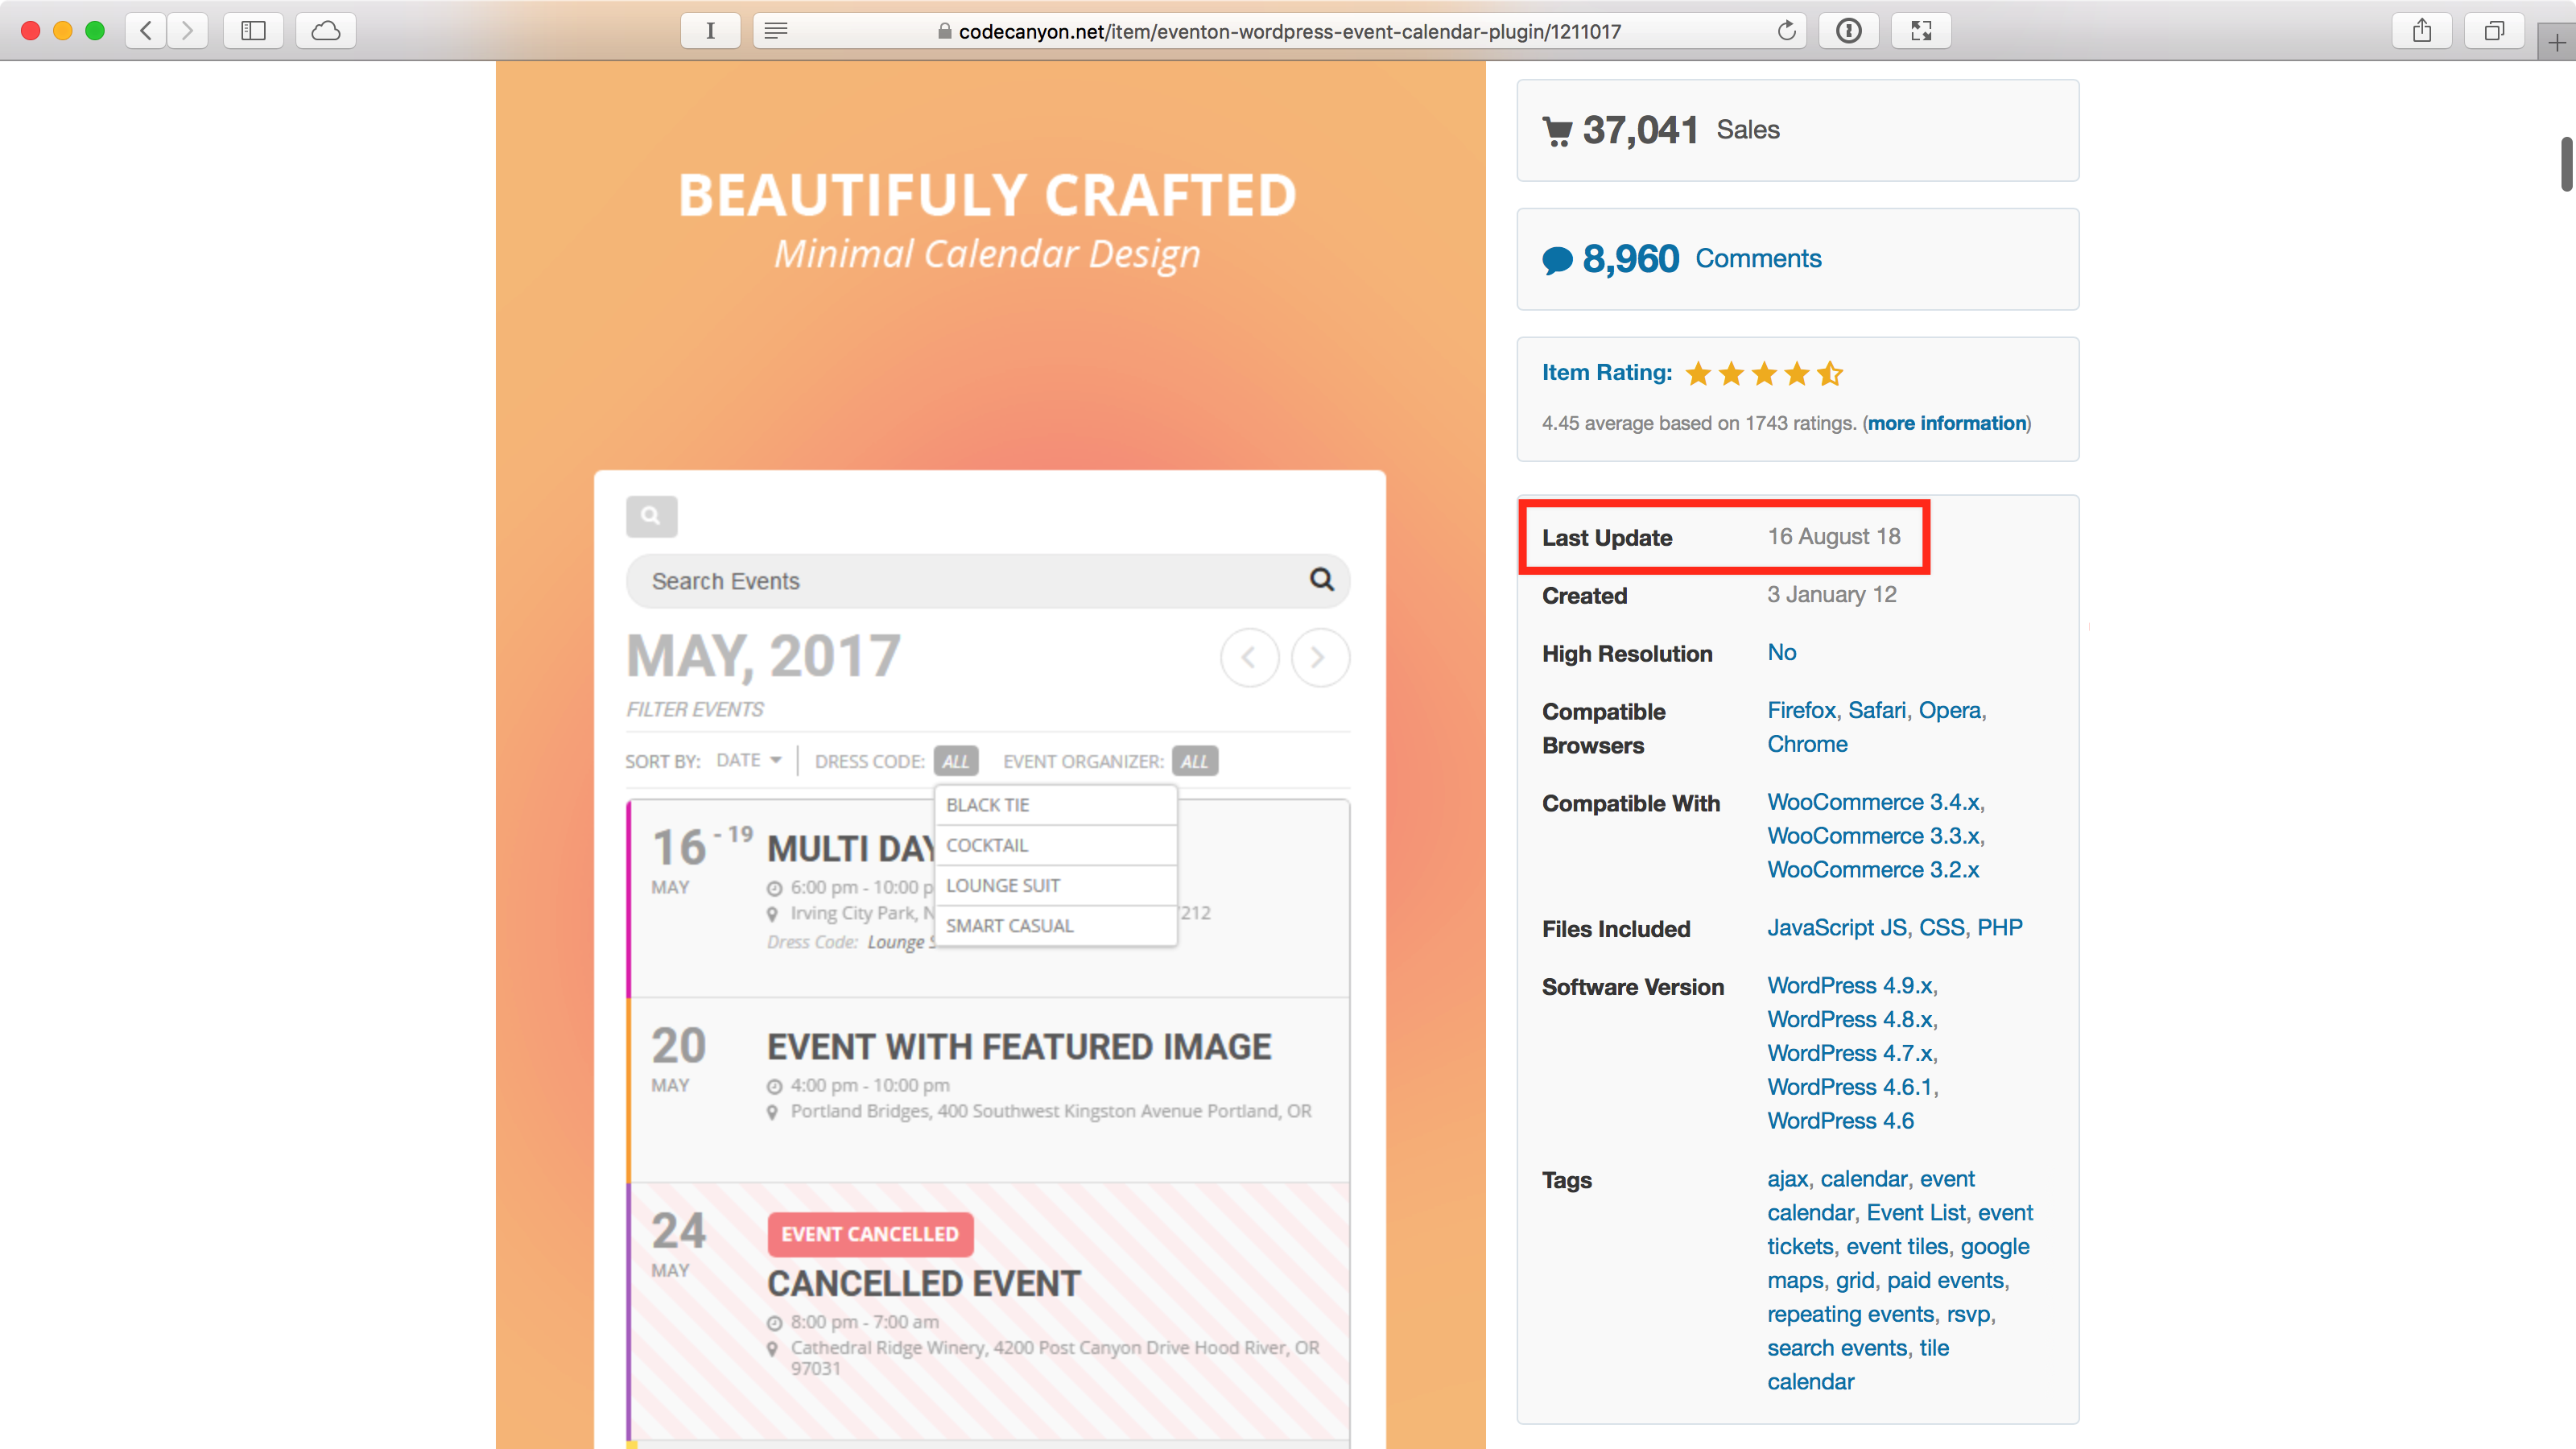 codecanyon.net/item/eventon-wordpress-event-calendar-plugin/1211017
BEAUTIFULY CRAFTED
Minimal Calendar Design
Search Events
MAY, 2017
FILTER EVENTS
SORT BY: DATE DRESS CODE: ALL EVENT ORGANIZER: ALL
BLACK TIE
COCKTAIL
LOUNGE SUIT
SMART CASUAL
16 - 19
MAY
MULTI DAY
6:00 pm - 10:00 p
Irving City Park, N 7212
Dress Code: Lounge S
20
MAY
EVENT WITH FEATURED IMAGE
4:00 pm - 10:00 pm
Portland Bridges, 400 Southwest Kingston Avenue Portland, OR
24
MAY
EVENT CANCELLED
CANCELLED EVENT
8:00 pm - 7:00 am
Cathedral Ridge Winery, 4200 Post Canyon Drive Hood River, OR
97031
37,041 Sales
8,960 Comments
Item Rating:
4.45 average based on 1743 ratings. (more information)
Last Update 16 August 18
Created 3 January 12
High Resolution No
Compatible Browsers
Firefox, Safari, Opera,
Chrome
Compatible With WooCommerce 3.4.x,
WooCommerce 3.3.x,
WooCommerce 3.2.x
Files Included JavaScript JS, CSS, PHP
Software Version WordPress 4.9.x,
WordPress 4.8.x,
WordPress 4.7.x,
WordPress 4.6.1,
WordPress 4.6
Tags ajax, calendar, event
calendar, Event List, event
tickets, event tiles, google
maps, grid, paid events,
repeating events, rsvp,
search events, tile
calendar